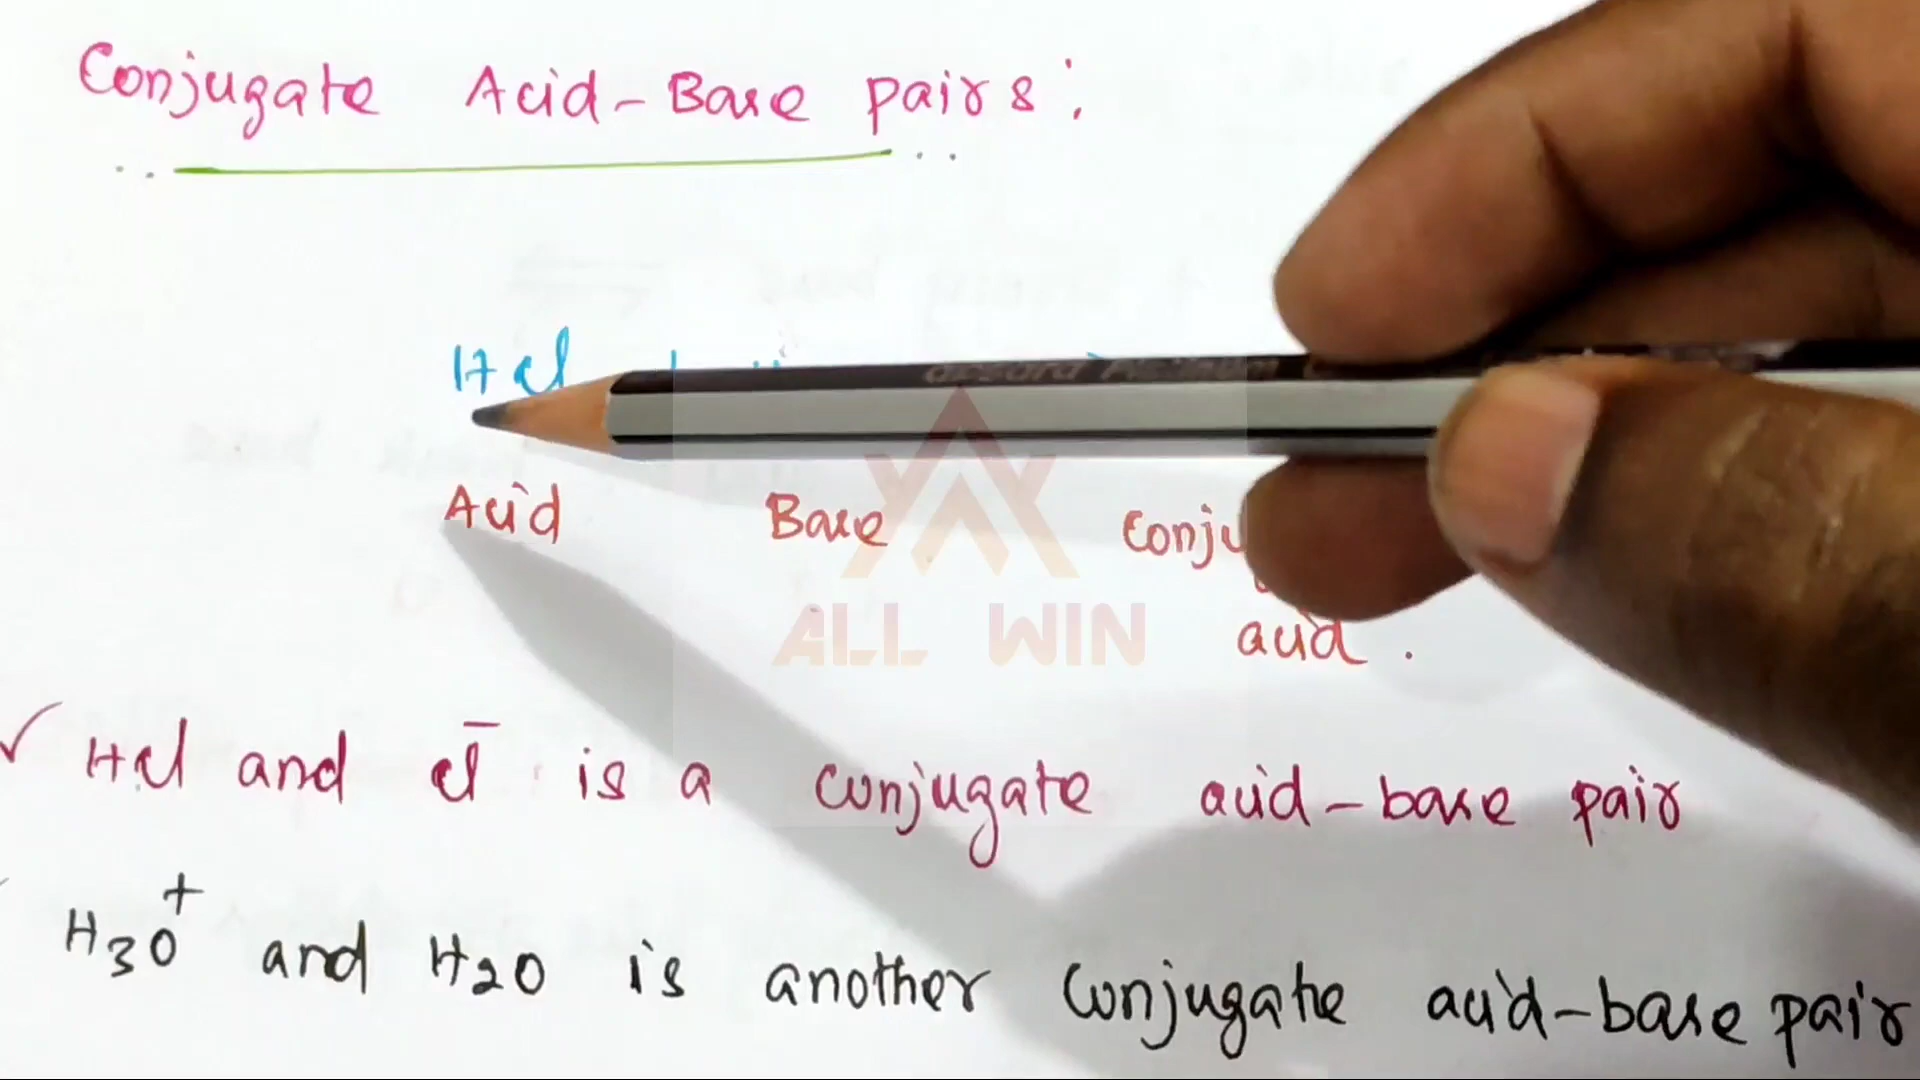 Conjugate Acid-Base pairs:
HCl
Acid Base
acid.
✓ HCl and Cl⁻ is a conjugate acid-base pair
H3O⁺ and H2O is another conjugate acid-base pair
ALL WIN